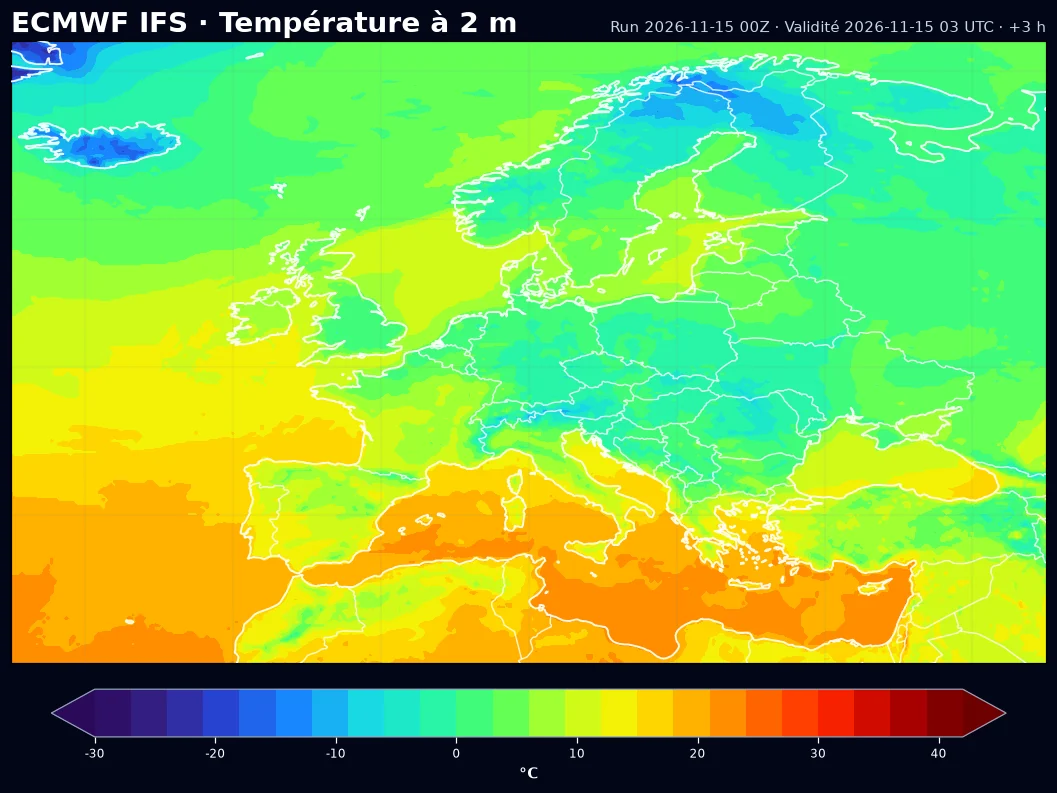 ECMWF IFS · Température à 2 m
Run 2026-11-15 00Z · Validité 2026-11-15 03 UTC · +3 h
-30 -20 -10 0 10 20 30 40
°C